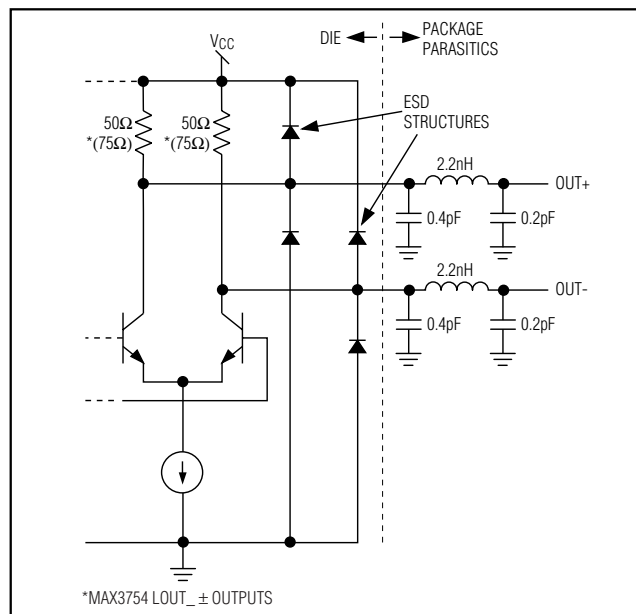 DIE
PACKAGE
PARASITICS
VCC
50Ω
*(75Ω)
50Ω
*(75Ω)
ESD
STRUCTURES
2.2nH
OUT+
0.4pF
0.2pF
2.2nH
OUT-
0.4pF
0.2pF
*MAX3754 LOUT_ ± OUTPUTS